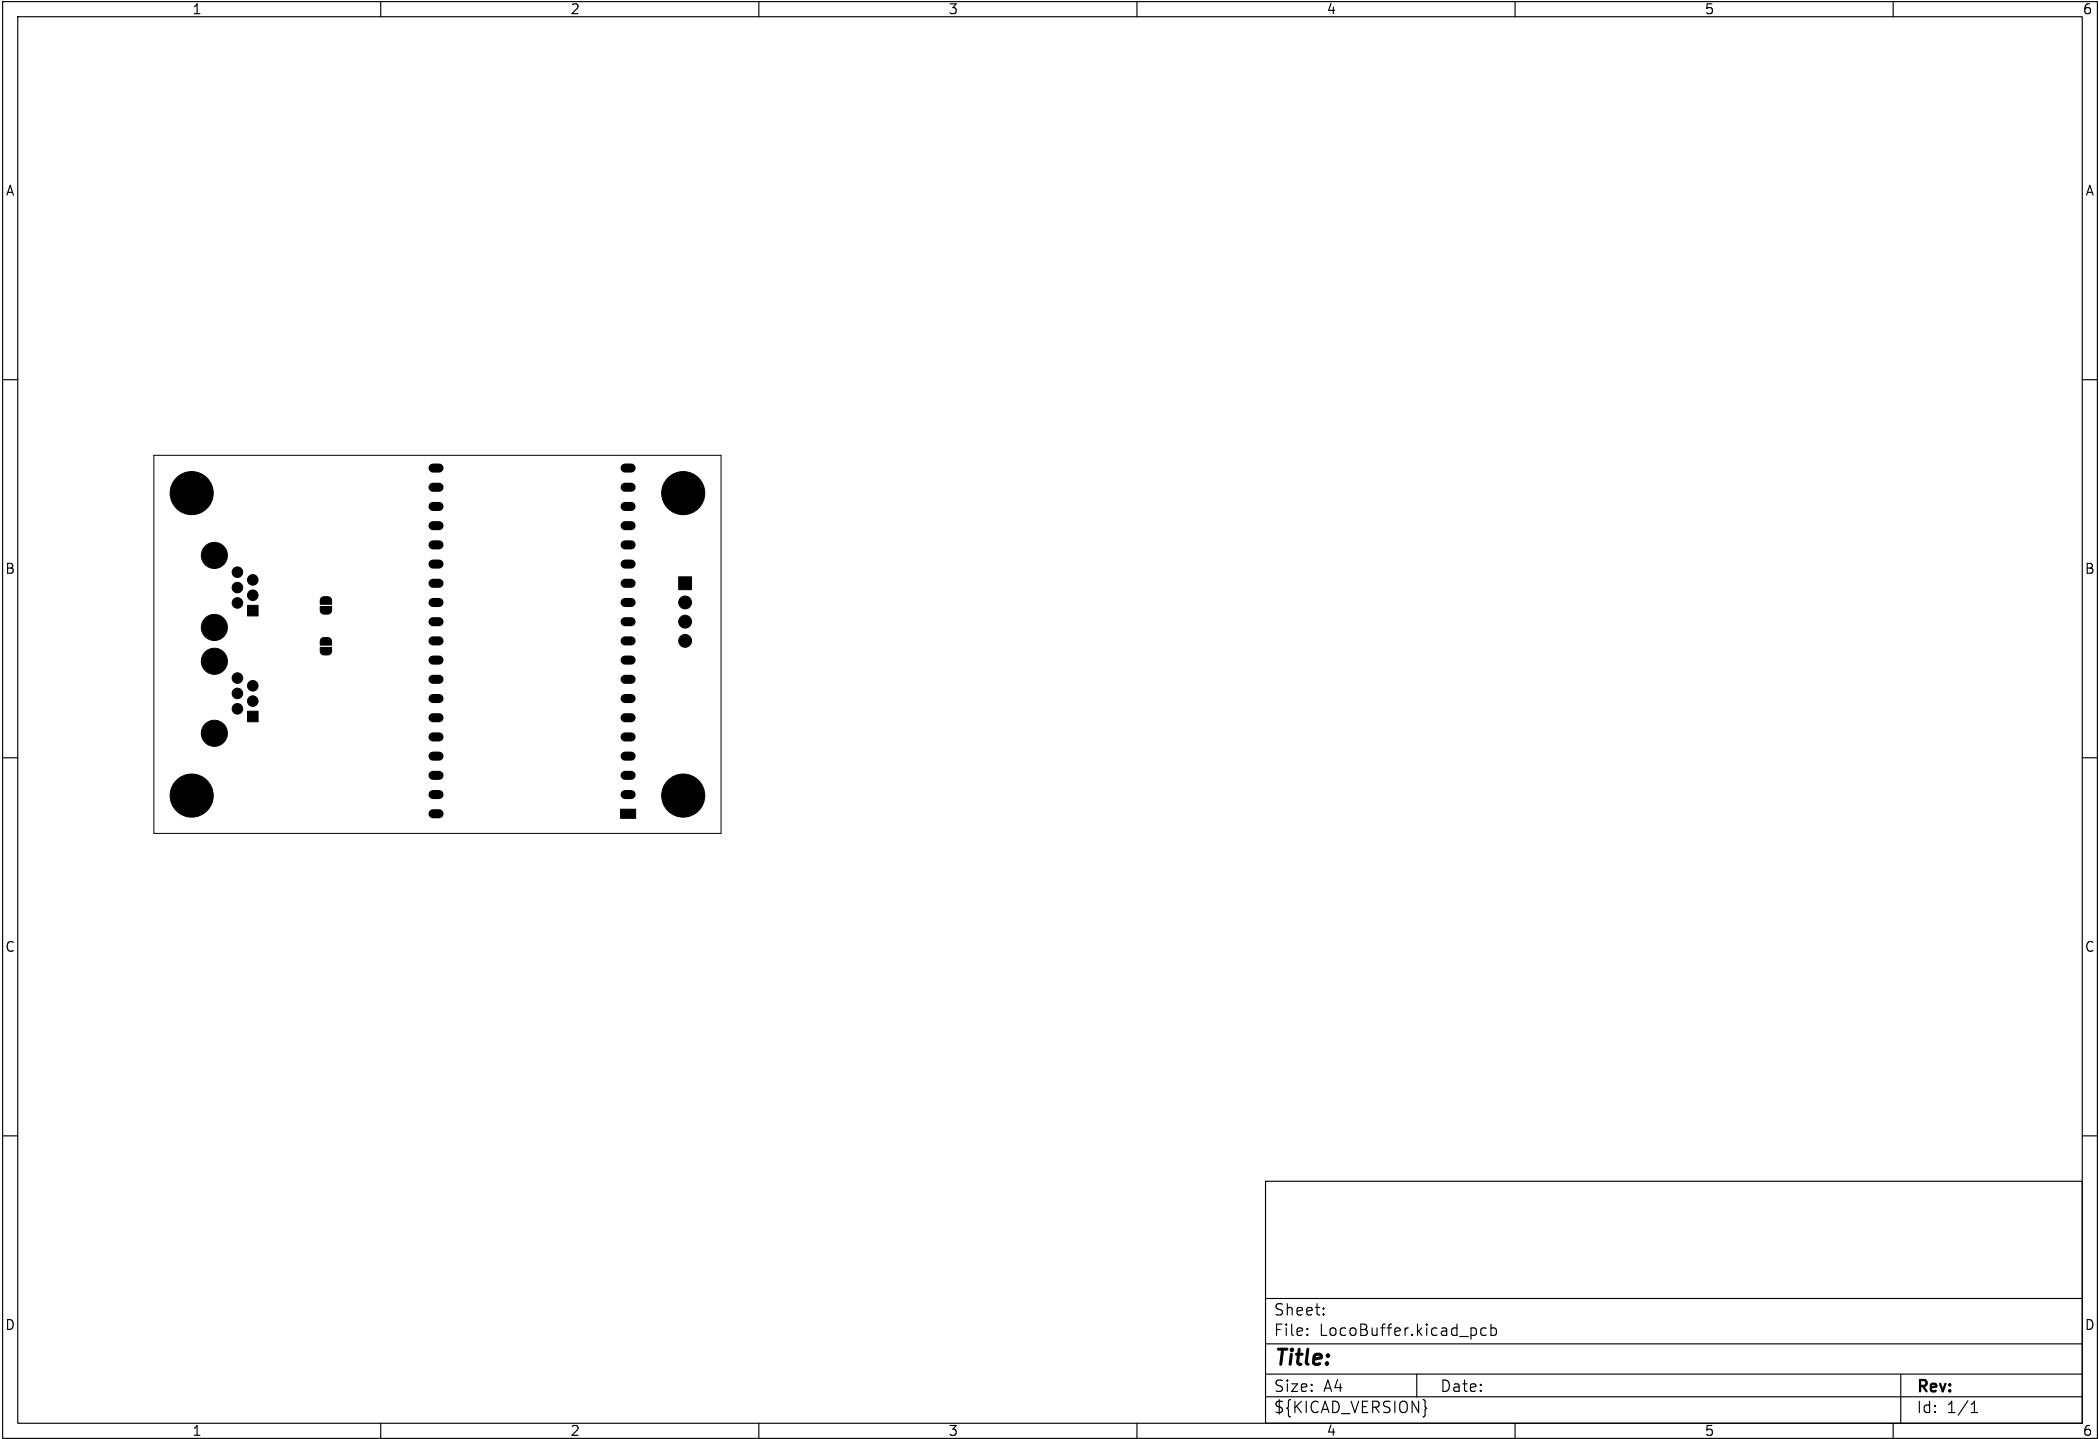 1 2 3 4 5 6
A A
B B
C C
Sheet:
File: LocoBuffer.kicad_pcb
D D
Title:
Size: A4 Date: Rev:
${KICAD_VERSION} Id: 1/1
1 2 3 4 5 6